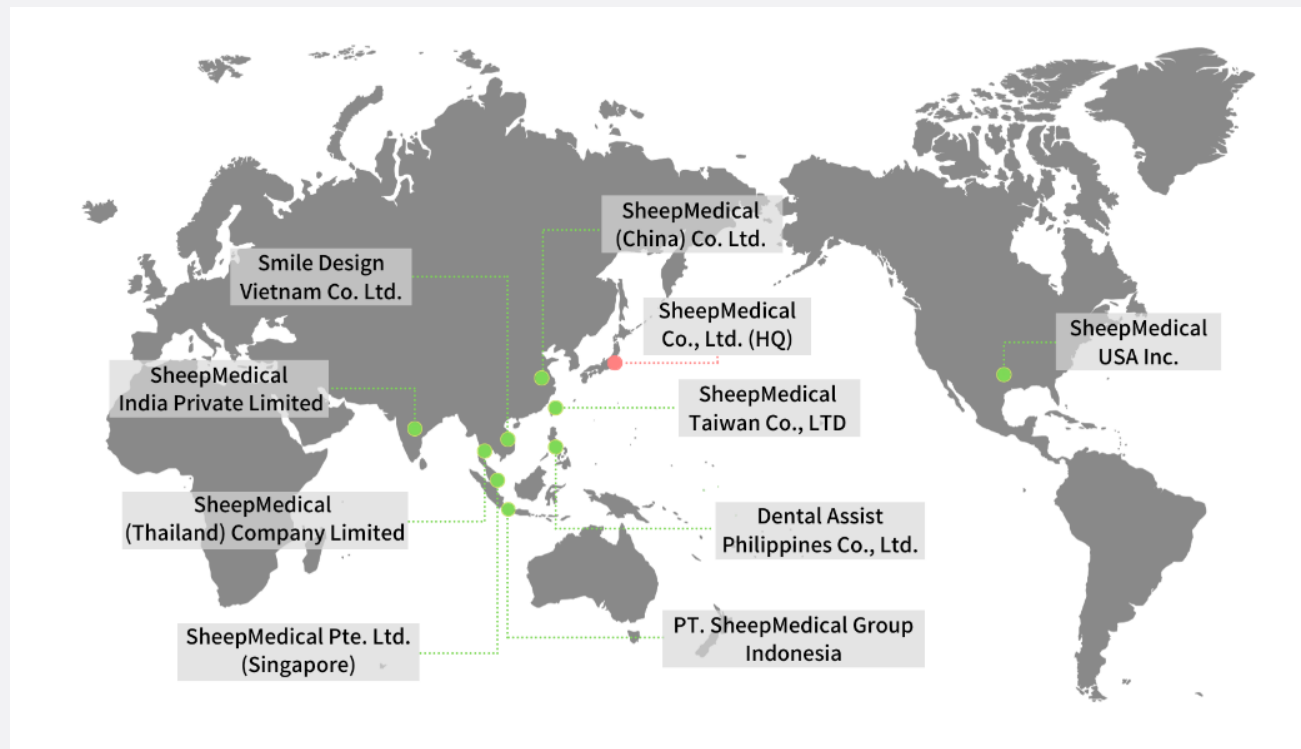 SheepMedical
(China) Co. Ltd.
Smile Design
Vietnam Co. Ltd.
SheepMedical
Co., Ltd. (HQ)
SheepMedical
USA Inc.
SheepMedical
India Private Limited
SheepMedical
Taiwan Co., LTD
SheepMedical
(Thailand) Company Limited
Dental Assist
Philippines Co., Ltd.
SheepMedical Pte. Ltd.
(Singapore)
PT. SheepMedical Group
Indonesia